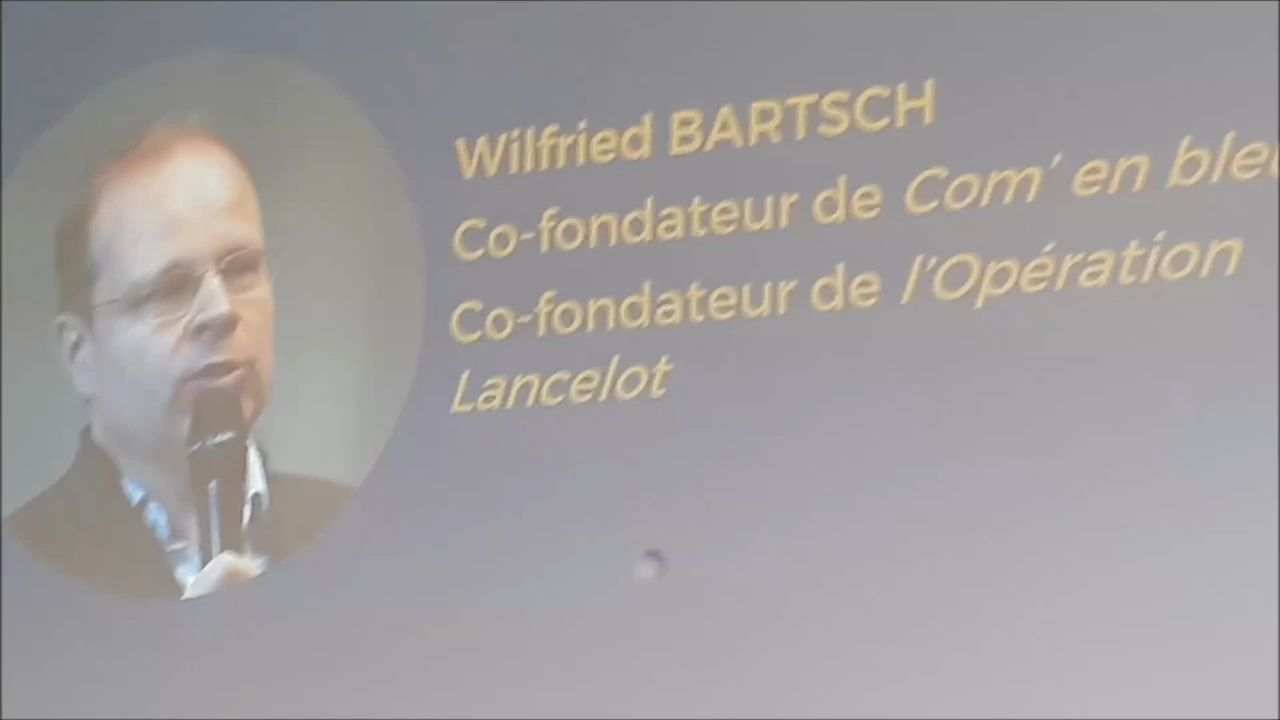 Wilfried BARTSCH
Co-fondateur de Com' en
Co-fondateur de l'Opération
Lancelot